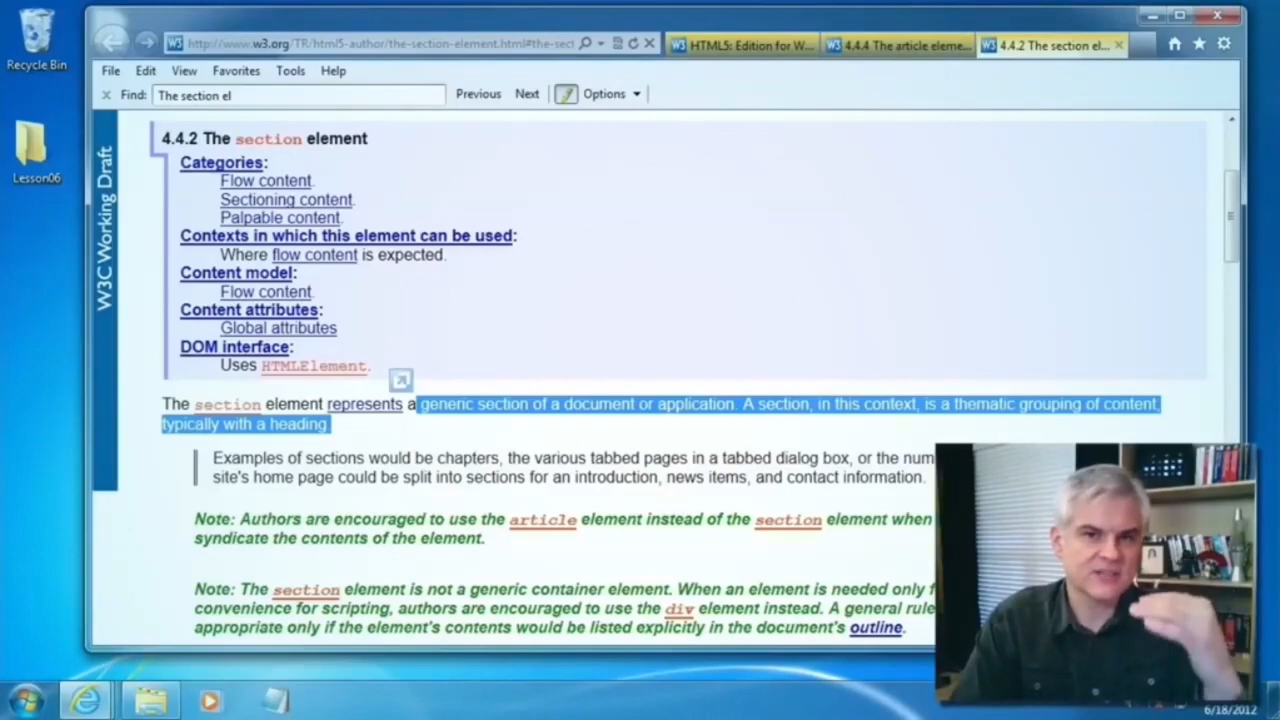 Recycle Bin
Lesson06
http://www.w3.org/TR/html5-author/the-section-element.html#the-sect
HTML5: Edition for W...
4.4.4 The article eleme...
4.4.2 The section el...
File Edit View Favorites Tools Help
Find: The section el Previous Next Options
W3C Working Draft
4.4.2 The section element
Categories:
Flow content.
Sectioning content.
Palpable content.
Contexts in which this element can be used:
Where flow content is expected.
Content model:
Flow content.
Content attributes:
Global attributes
DOM interface:
Uses HTMLElement.
The section element represents a generic section of a document or application. A section, in this context, is a thematic grouping of content,
typically with a heading.
Examples of sections would be chapters, the various tabbed pages in a tabbed dialog box, or the num
site's home page could be split into sections for an introduction, news items, and contact information.
Note: Authors are encouraged to use the article element instead of the section element when
syndicate the contents of the element.
Note: The section element is not a generic container element. When an element is needed only f
convenience for scripting, authors are encouraged to use the div element instead. A general rule
appropriate only if the element's contents would be listed explicitly in the document's outline.
6/18/2012